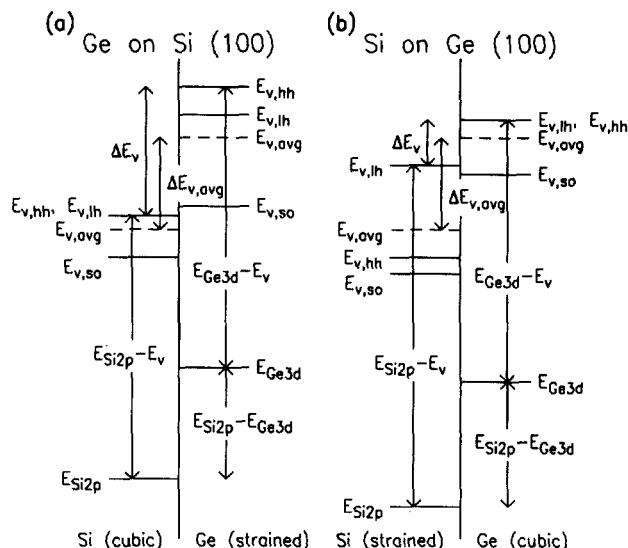 (a)
Ge on Si (100)
E_v,hh
E_v,lh
E_v,avg
ΔE_v
ΔE_v,avg
E_v,hh, E_v,lh
E_v,so
E_v,avg
E_v,so
E_Ge3d-E_v
E_Si2p-E_v
E_Ge3d
E_Si2p-E_Ge3d
E_Si2p
Si (cubic) Ge (strained)
(b)
Si on Ge (100)
E_v,lh, E_v,hh
E_v,avg
ΔE_v
E_v,lh
E_v,so
ΔE_v,avg
E_v,avg
E_v,hh
E_v,so
E_Ge3d-E_v
E_Si2p-E_v
E_Ge3d
E_Si2p-E_Ge3d
E_Si2p
Si (strained) Ge (cubic)